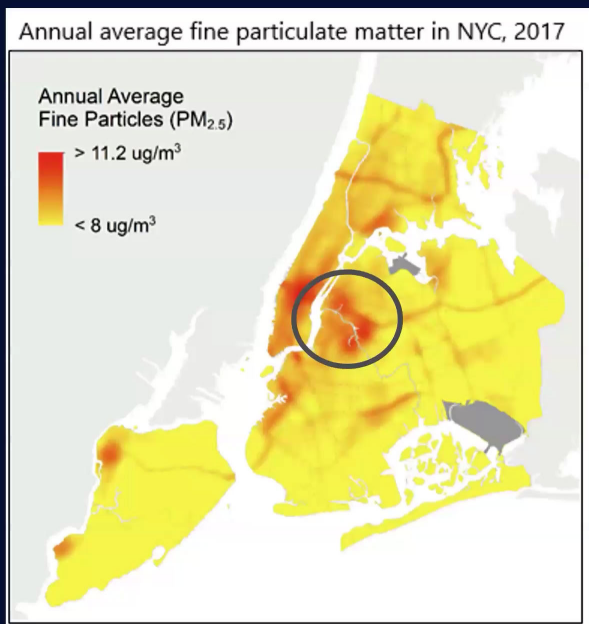 Annual average fine particulate matter in NYC, 2017
Annual Average
Fine Particles (PM₂.₅)
> 11.2 ug/m³
< 8 ug/m³